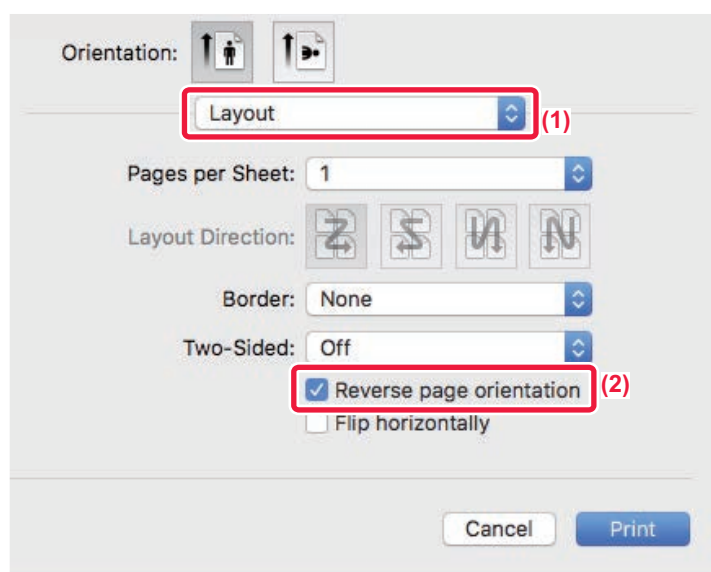 Orientation:
Layout
(1)
Pages per Sheet: 1
Layout Direction:
Border: None
Two-Sided: Off
Reverse page orientation
(2)
Flip horizontally
Cancel Print